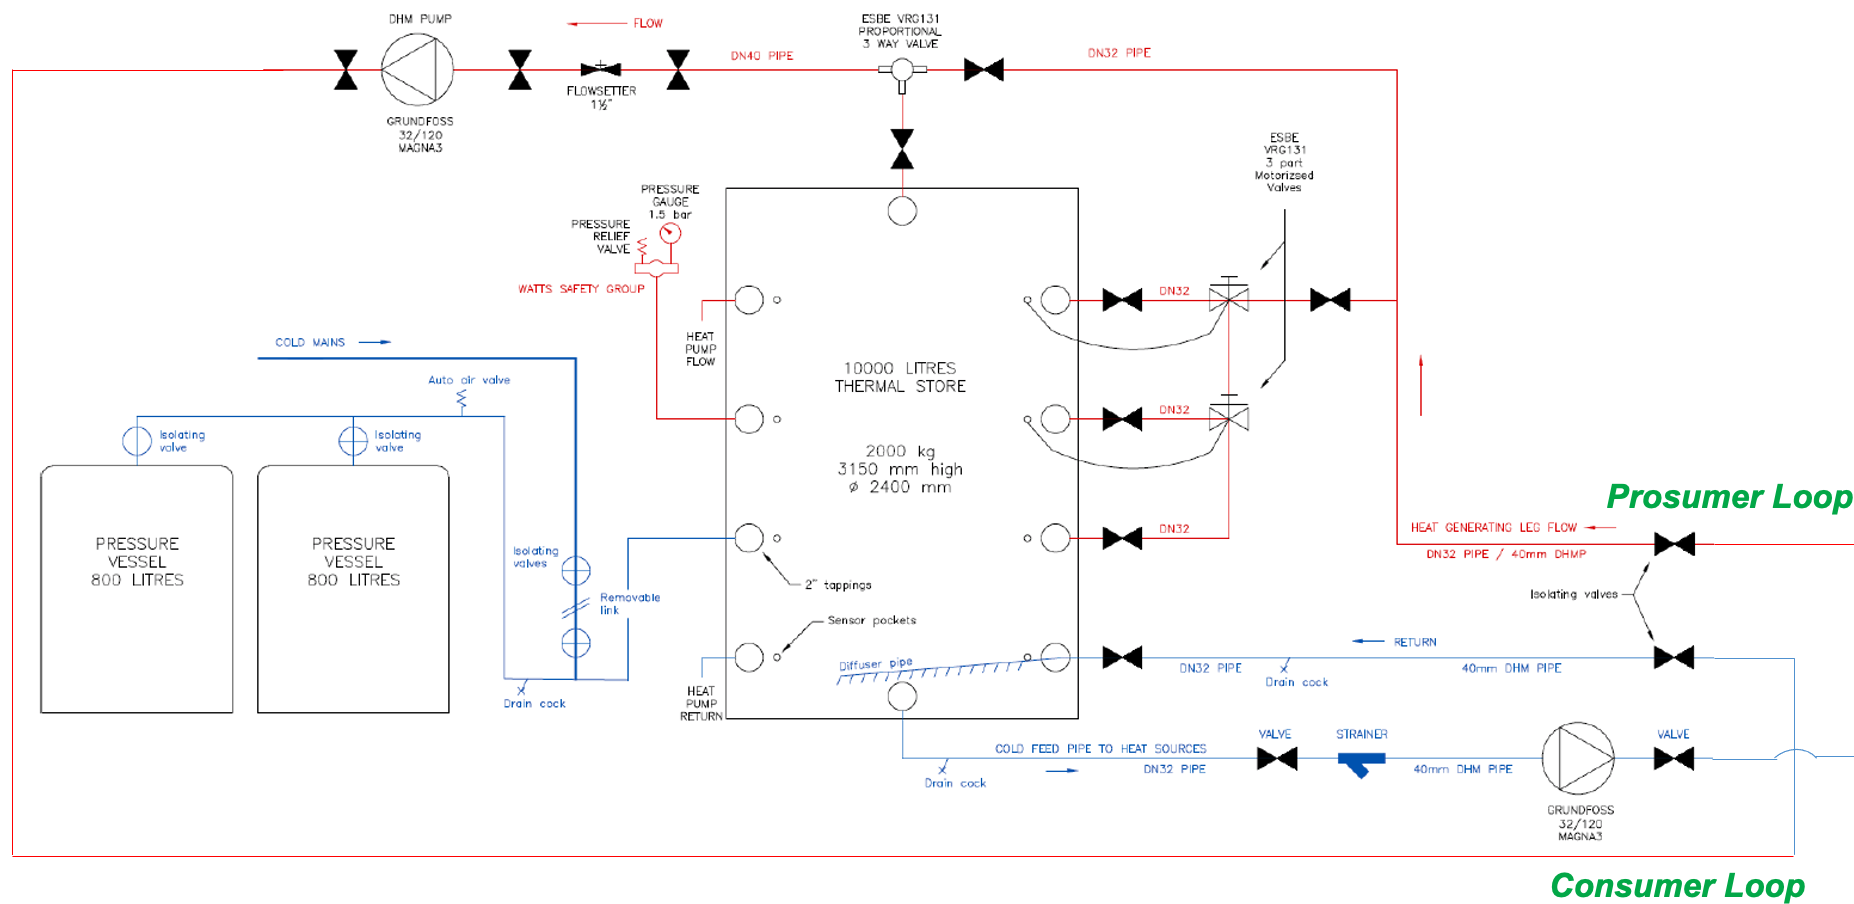 DHM PUMP
FLOW
ESBE VRG131
PROPORTIONAL
3 WAY VALVE
DN40 PIPE
DN32 PIPE
FLOWSETTER
1½"
GRUNDFOSS
32/120
MAGNA3
ESBE
VRG131
3 part
Motorizsed
Valves
PRESSURE
GAUGE
1.5 bar
PRESSURE
RELIEF
VALVE
WATTS SAFETY GROUP
DN32
HEAT
PUMP
FLOW
COLD MAINS
10000 LITRES
THERMAL STORE
Auto air valve
DN32
Isolating
valve
Isolating
valve
2000 kg
3150 mm high
ø 2400 mm
Prosumer Loop
HEAT GENERATING LEG FLOW
DN32
DN32 PIPE / 40mm DHMP
PRESSURE
VESSEL
800 LITRES
PRESSURE
VESSEL
800 LITRES
Isolating
valves
2" tappings
Removable
link
Isolating valves
Sensor pockets
RETURN
Diffuser pipe
DN32 PIPE
40mm DHM PIPE
Drain cock
HEAT
PUMP
RETURN
Drain cock
COLD FEED PIPE TO HEAT SOURCES
VALVE
STRAINER
VALVE
DN32 PIPE
40mm DHM PIPE
Drain cock
GRUNDFOSS
32/120
MAGNA3
Consumer Loop